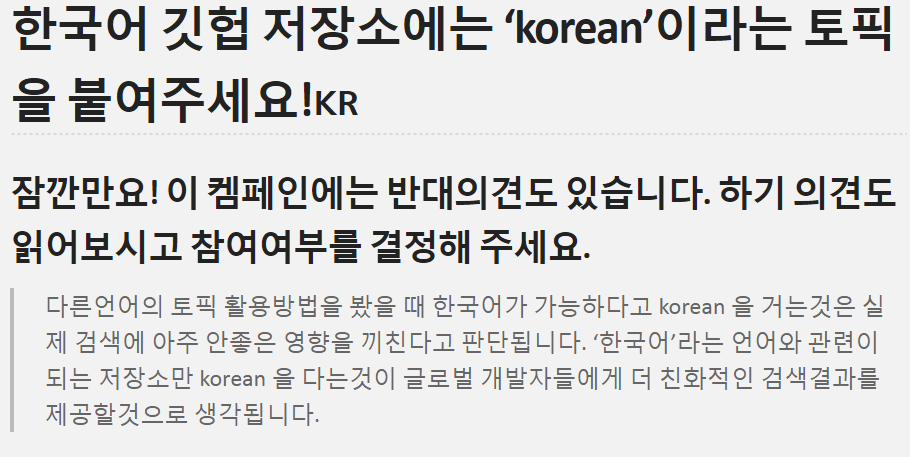 한국어 깃헙 저장소에는 ‘korean’이라는 토픽
을 붙여주세요!KR
잠깐만요! 이 켐페인에는 반대의견도 있습니다. 하기 의견도
읽어보시고 참여여부를 결정해 주세요.
다른언어의 토픽 활용방법을 봤을 때 한국어가 가능하다고 korean 을 거는것은 실
제 검색에 아주 안좋은 영향을 끼친다고 판단됩니다. ‘한국어’라는 언어와 관련이
되는 저장소만 korean 을 다는것이 글로벌 개발자들에게 더 친화적인 검색결과를
제공할것으로 생각됩니다.